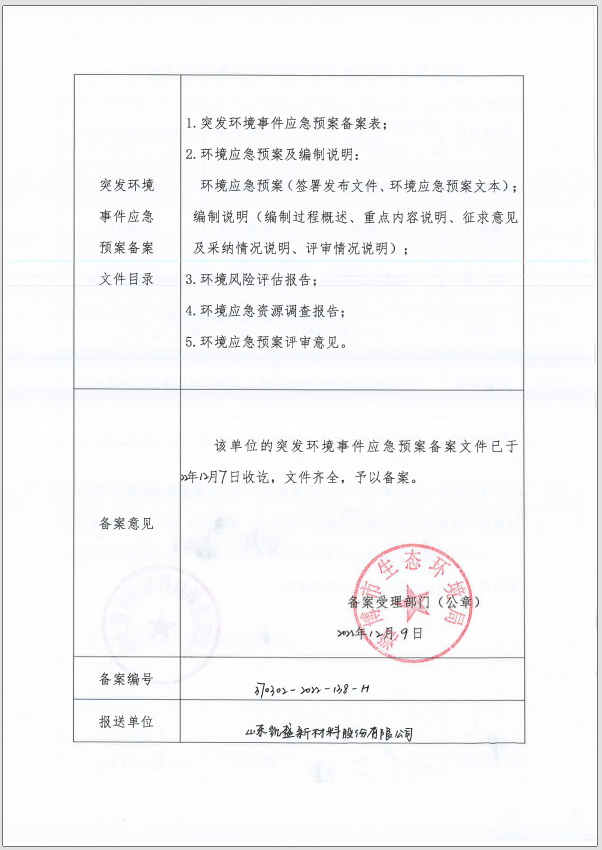 突发环境
事件应急
预案备案
文件目录
1.突发环境事件应急预案备案表；
2.环境应急预案及编制说明：
环境应急预案（签署发布文件、环境应急预案文本）；
编制说明（编制过程概述、重点内容说明、征求意见
及采纳情况说明、评审情况说明）；
3.环境风险评估报告；
4.环境应急资源调查报告；
5.环境应急预案评审意见。
备案意见
该单位的突发环境事件应急预案备案文件已于
22年12月7日收讫，文件齐全，予以备案。
淄博市生态环境局
备案受理部门（公章）
2022年12月9日
备案编号
370302-2022-138-H
报送单位
山东凯盛新材料股份有限公司